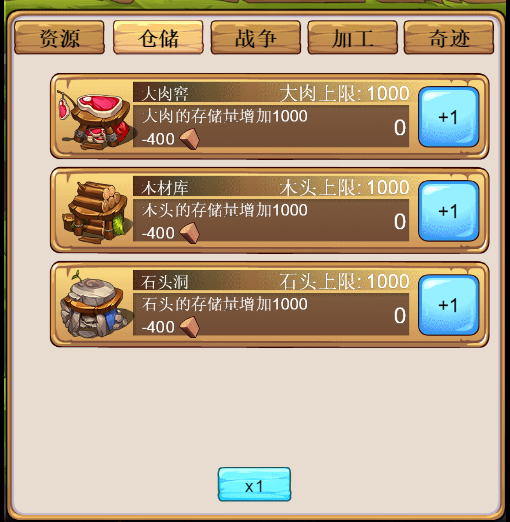 资源 仓储 战争 加工 奇迹
大肉窖 大肉上限: 1000
大肉的存储量增加1000
-400 0 +1
木材库 木头上限: 1000
木头的存储量增加1000
-400 0 +1
石头洞 石头上限: 1000
石头的存储量增加1000
-400 0 +1
x1